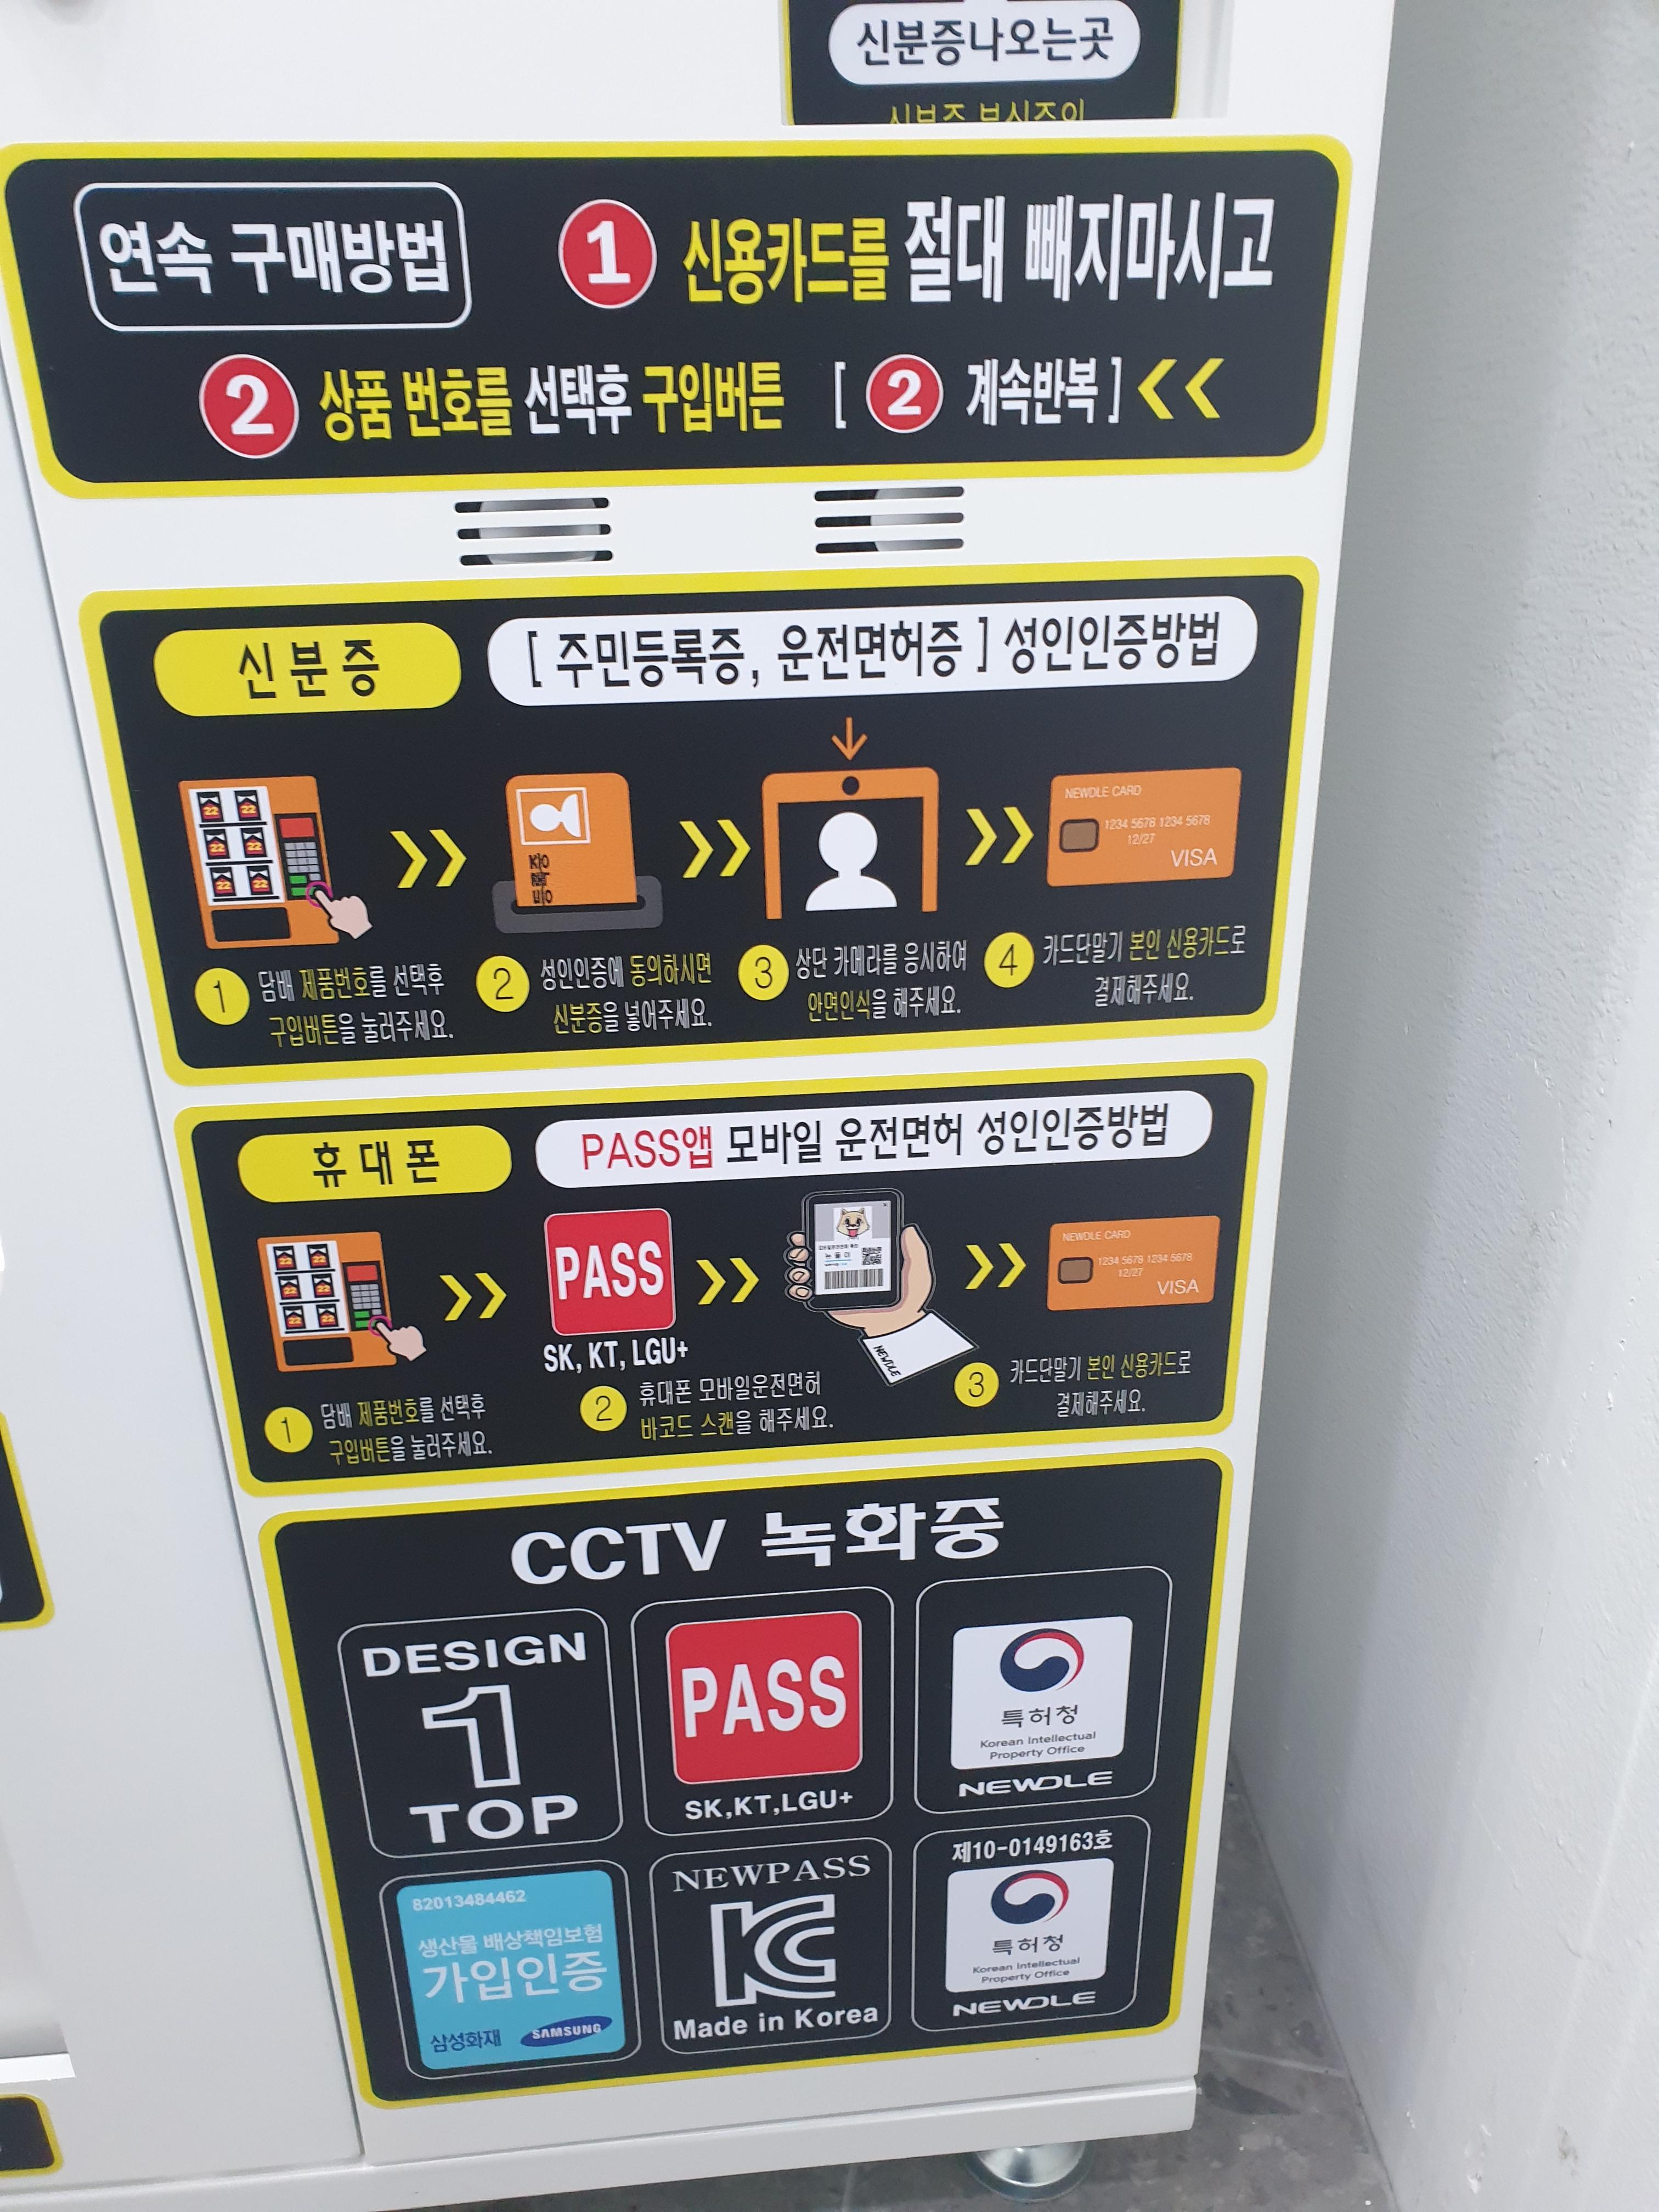 신분증나오는곳
연속 구매방법
1 신용카드를 절대 빼지마시고
2 상품 번호를 선택후 구입버튼 [ 2 계속반복 ]
신분증
[ 주민등록증, 운전면허증 ] 성인인증방법
22 22
22 22
22 22
NEWDLE CARD
1234 5678 1234 5678
12/27
VISA
1 담배 제품번호를 선택후
구입버튼을 눌러주세요.
2 성인인증에 동의하시면
신분증을 넣어주세요.
3 상단 카메라를 응시하여
안면인식을 해주세요.
4 카드단말기 본인 신용카드로
결제해주세요.
휴대폰
PASS앱 모바일 운전면허 성인인증방법
22 22
22 22
22 22
PASS
SK, KT, LGU+
NEWDLE
NEWDLE CARD
1234 5678 1234 5678
12/27
VISA
1 담배 제품번호를 선택후
구입버튼을 눌러주세요.
2 휴대폰 모바일운전면허
바코드 스캔을 해주세요.
3 카드단말기 본인 신용카드로
결제해주세요.
CCTV 녹화중
DESIGN
1
TOP
PASS
SK,KT,LGU+
특허청
Korean Intellectual
Property Office
NEWDLE
82013484462
생산물 배상책임보험
가입인증
삼성화재 SAMSUNG
NEWPASS
KC
Made in Korea
제10-0149163호
특허청
Korean Intellectual
Property Office
NEWDLE